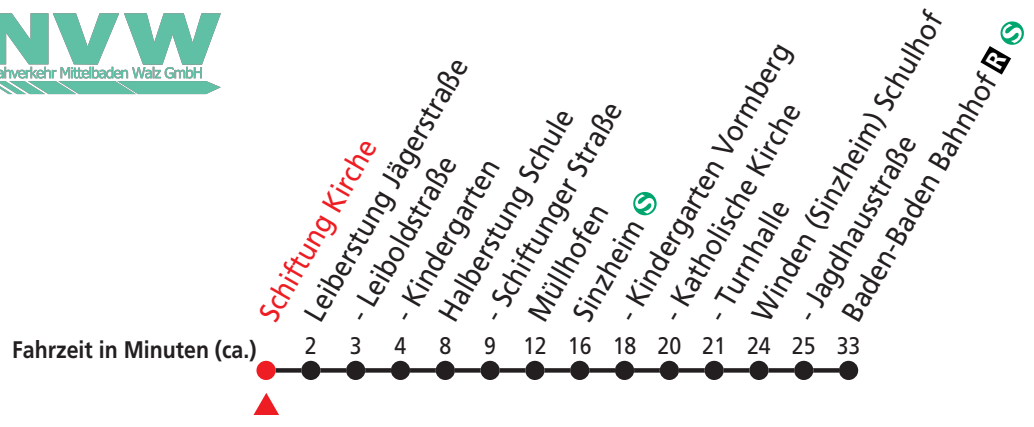 NVW
ahverkehr Mittelbaden Walz GmbH
Schiftung Kirche
Leiberstung Jägerstraße
- Leiboldstraße
- Kindergarten
Halberstung Schule
- Schiftunger Straße
Müllhofen
Sinzheim S
- Kindergarten Vormberg
- Katholische Kirche
- Turnhalle
Winden (Sinzheim) Schulhof
- Jagdhausstraße
Baden-Baden Bahnhof R S
Fahrzeit in Minuten (ca.) 2 3 4 8 9 12 16 18 20 21 24 25 33